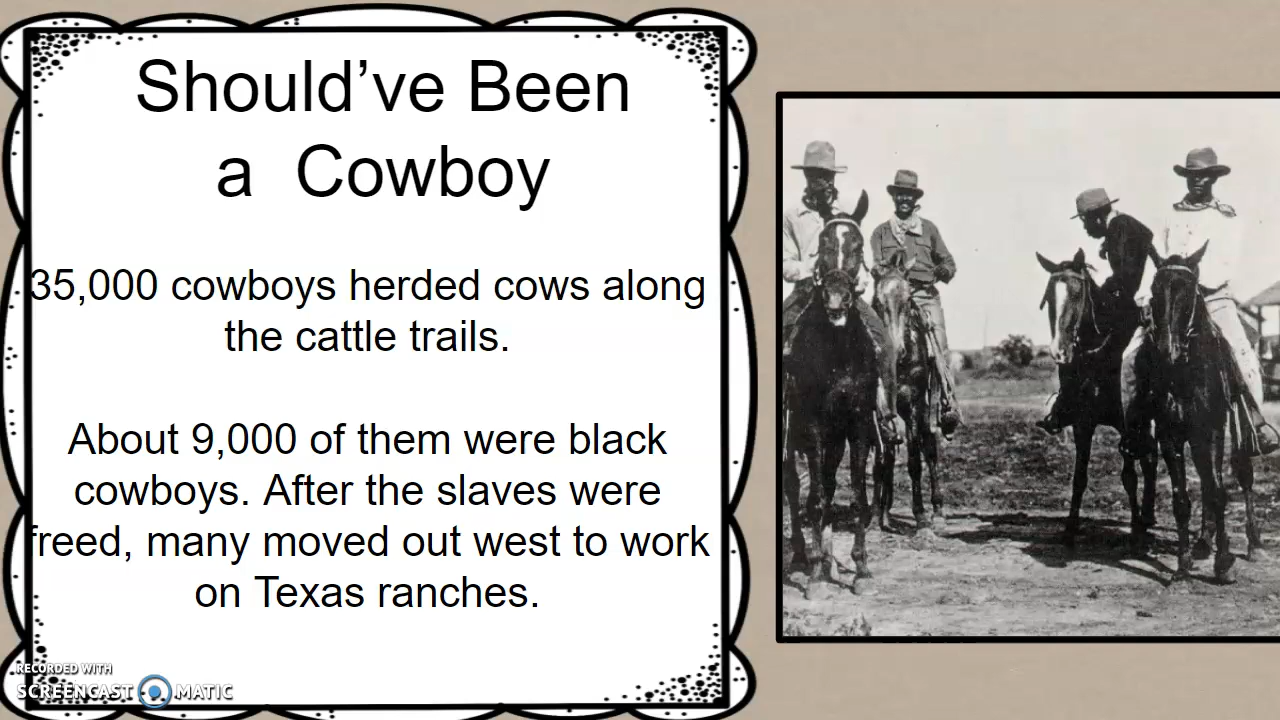 Should've Been
a Cowboy
35,000 cowboys herded cows along
the cattle trails.
About 9,000 of them were black
cowboys. After the slaves were
freed, many moved out west to work
on Texas ranches.
RECORDED WITH
SCREENCAST MATIC